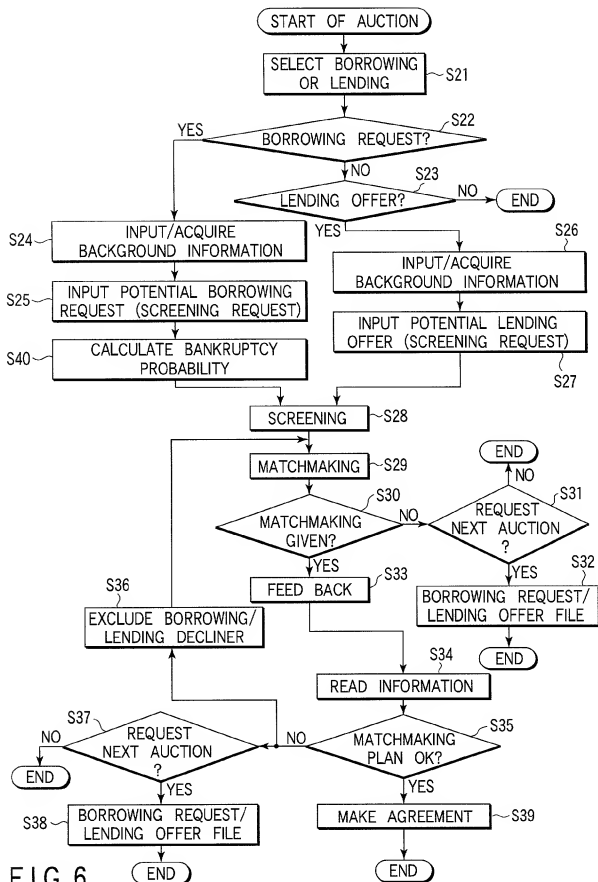 START OF AUCTION
SELECT BORROWING
OR LENDING
S21
S22
YES
BORROWING REQUEST?
NO
S23
LENDING OFFER?
NO
END
YES
S24
INPUT/ACQUIRE
BACKGROUND INFORMATION
S26
INPUT/ACQUIRE
BACKGROUND INFORMATION
S25
INPUT POTENTIAL BORROWING
REQUEST (SCREENING REQUEST)
INPUT POTENTIAL LENDING
OFFER (SCREENING REQUEST)
S27
S40
CALCULATE BANKRUPTCY
PROBABILITY
SCREENING
S28
MATCHMAKING
S29
END
NO
S30
MATCHMAKING
GIVEN?
NO
S31
REQUEST
NEXT AUCTION
?
YES
YES
S33
FEED BACK
S32
BORROWING REQUEST/
LENDING OFFER FILE
END
S36
EXCLUDE BORROWING/
LENDING DECLINER
S34
READ INFORMATION
S35
MATCHMAKING
PLAN OK?
NO
S37
REQUEST
NEXT AUCTION
?
NO
END
YES
YES
S38
BORROWING REQUEST/
LENDING OFFER FILE
MAKE AGREEMENT
S39
END
END
FIG. 6